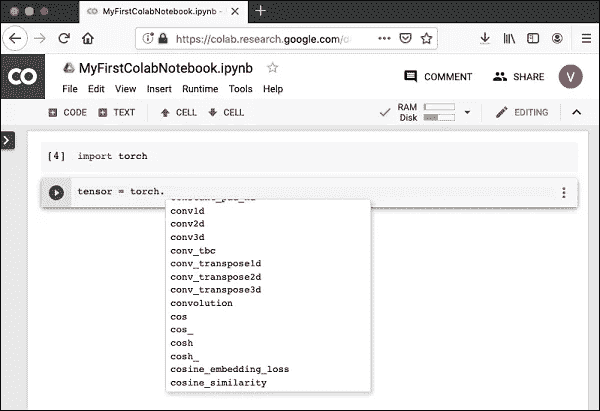 MyFirstColabNotebook.ipynb -
https://colab.research.google.com/
CO
MyFirstColabNotebook.ipynb
COMMENT
SHARE
V
File Edit View Insert Runtime Tools Help
CODE
TEXT
CELL
CELL
RAM
Disk
EDITING
[4] import torch
tensor = torch.
conv1d
conv2d
conv3d
conv_tbc
conv_transpose1d
conv_transpose2d
conv_transpose3d
convolution
cos
cos_
cosh
cosh_
cosine_embedding_loss
cosine_similarity